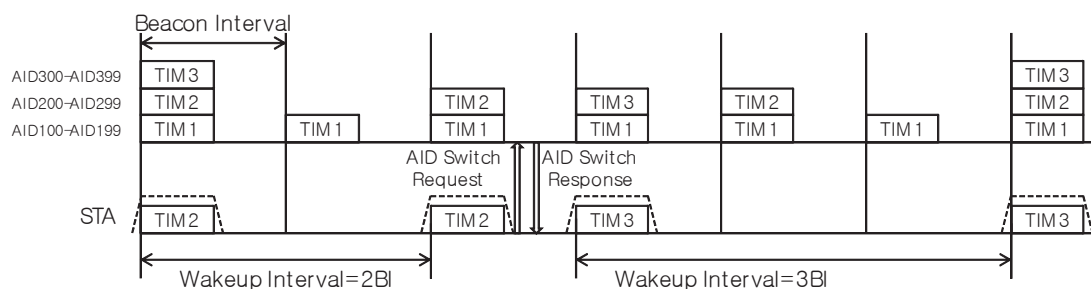 Beacon Interval
AID300-AID399 TIM3 TIM3
AID200-AID299 TIM2 TIM2 TIM3 TIM2 TIM2
AID100-AID199 TIM1 TIM1 TIM1 TIM1 TIM1 TIM1 TIM1
AID Switch Request
AID Switch Response
STA TIM2 TIM2 TIM3 TIM3
Wakeup Interval=2BI Wakeup Interval=3BI